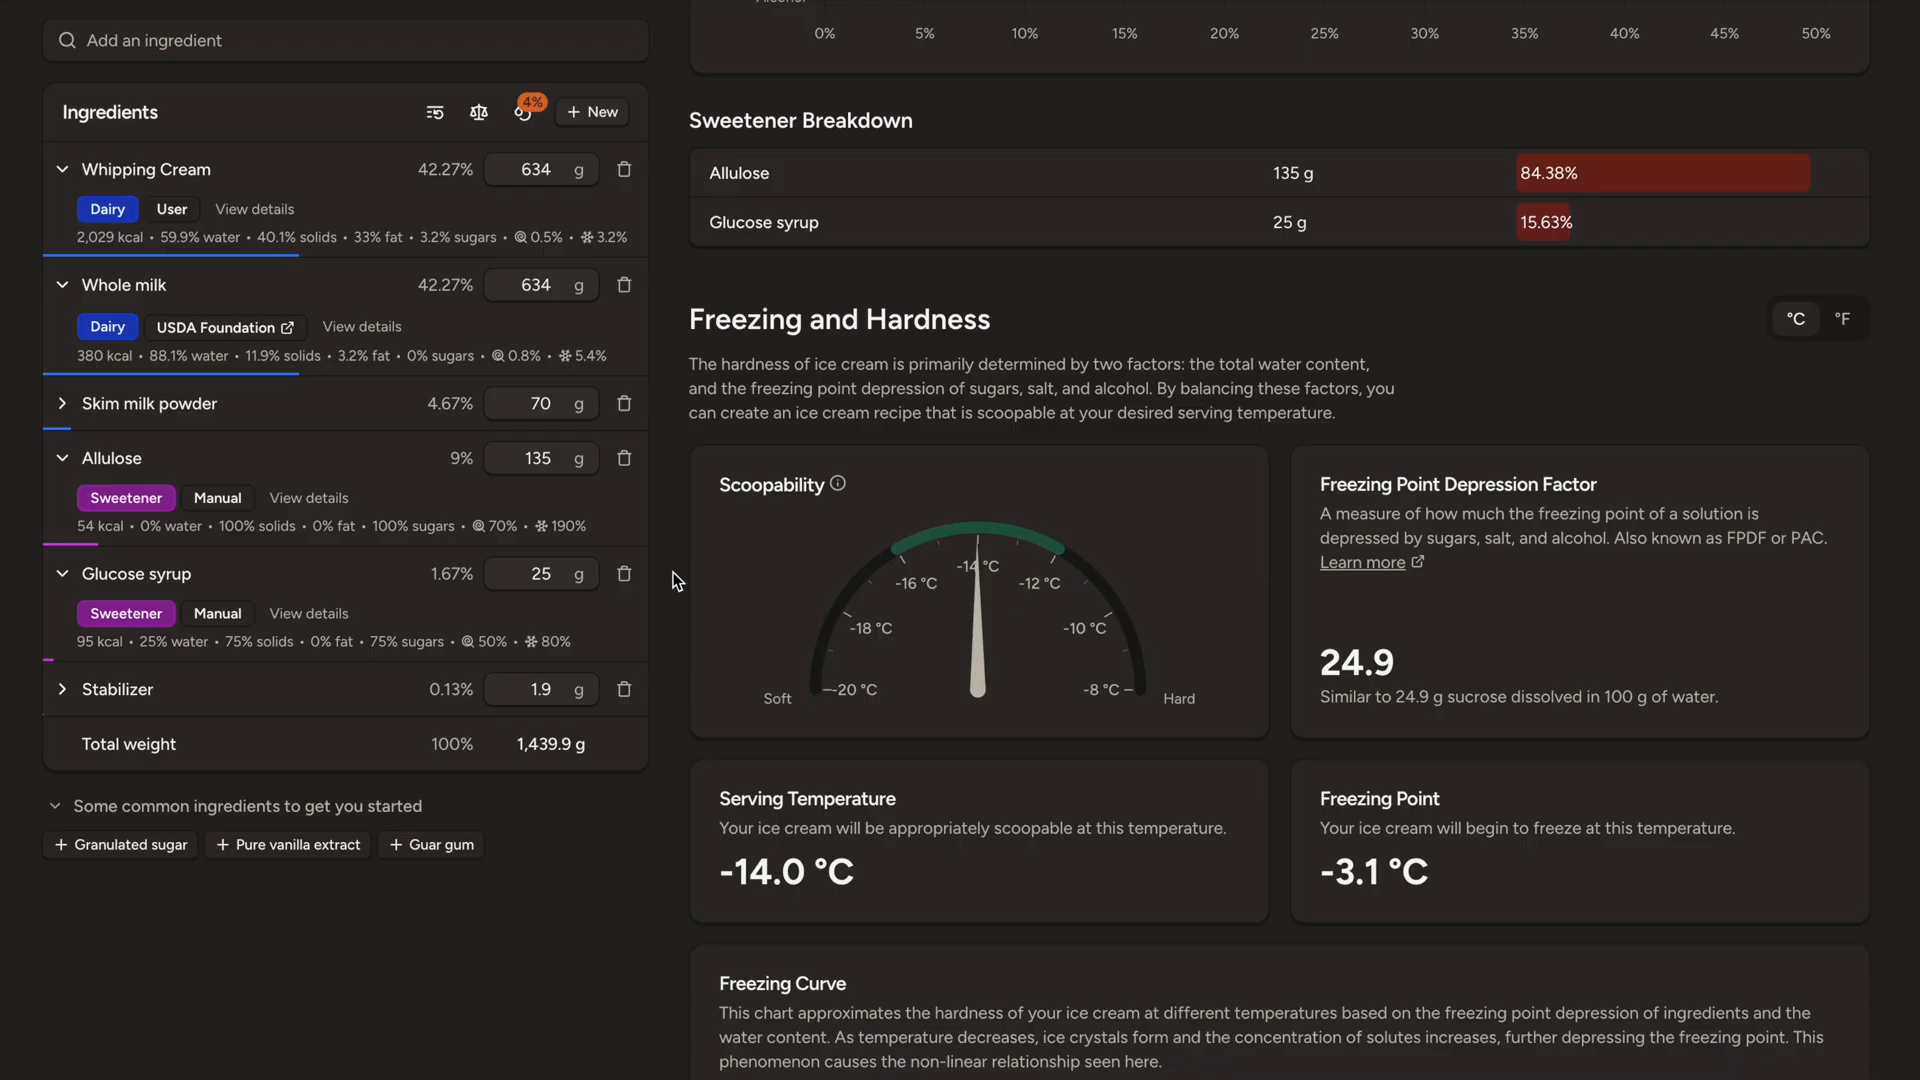 Add an ingredient
Ingredients
4%
+ New
Whipping Cream 42.27% 634 g
Dairy User View details
2,029 kcal • 59.9% water • 40.1% solids • 33% fat • 3.2% sugars • 0.5% • 3.2%
Whole milk 42.27% 634 g
Dairy USDA Foundation View details
380 kcal • 88.1% water • 11.9% solids • 3.2% fat • 0% sugars • 0.8% • 5.4%
Skim milk powder 4.67% 70 g
Allulose 9% 135 g
Sweetener Manual View details
54 kcal • 0% water • 100% solids • 0% fat • 100% sugars • 70% • 190%
Glucose syrup 1.67% 25 g
Sweetener Manual View details
95 kcal • 25% water • 75% solids • 0% fat • 75% sugars • 50% • 80%
Stabilizer 0.13% 1.9 g
Total weight 100% 1,439.9 g
Some common ingredients to get you started
+ Granulated sugar + Pure vanilla extract + Guar gum
0% 5% 10% 15% 20% 25% 30% 35% 40% 45% 50%
Sweetener Breakdown
Allulose 135 g 84.38%
Glucose syrup 25 g 15.63%
Freezing and Hardness
°C °F
The hardness of ice cream is primarily determined by two factors: the total water content,
and the freezing point depression of sugars, salt, and alcohol. By balancing these factors, you
can create an ice cream recipe that is scoopable at your desired serving temperature.
Scoopability
-14 °C
-16 °C -12 °C
-18 °C -10 °C
-20 °C -8 °C
Soft Hard
Freezing Point Depression Factor
A measure of how much the freezing point of a solution is
depressed by sugars, salt, and alcohol. Also known as FPDF or PAC.
Learn more
24.9
Similar to 24.9 g sucrose dissolved in 100 g of water.
Serving Temperature
Your ice cream will be appropriately scoopable at this temperature.
-14.0 °C
Freezing Point
Your ice cream will begin to freeze at this temperature.
-3.1 °C
Freezing Curve
This chart approximates the hardness of your ice cream at different temperatures based on the freezing point depression of ingredients and the
water content. As temperature decreases, ice crystals form and the concentration of solutes increases, further depressing the freezing point. This
phenomenon causes the non-linear relationship seen here.